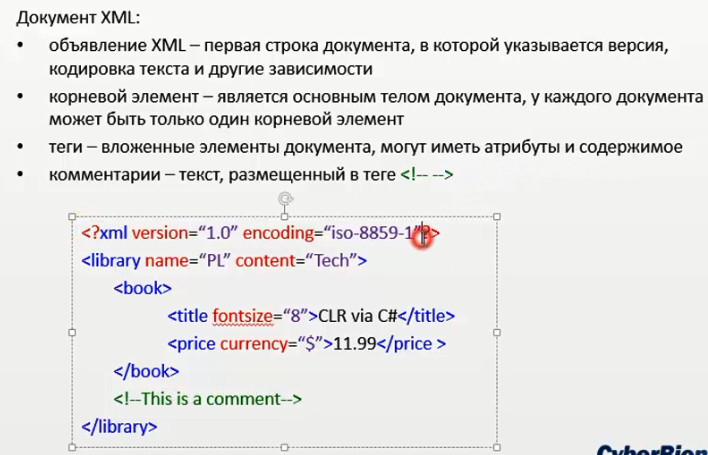 Документ XML:
• объявление XML – первая строка документа, в которой указывается версия,
кодировка текста и другие зависимости
• корневой элемент – является основным телом документа, у каждого документа
может быть только один корневой элемент
• теги – вложенные элементы документа, могут иметь атрибуты и содержимое
• комментарии – текст, размещенный в теге <!-- -->
<?xml version=“1.0” encoding=“iso-8859-1”?>
<library name=“PL” content=“Tech”>
<book>
<title fontsize=“8”>CLR via C#</title>
<price currency=“$”>11.99</price >
</book>
<!--This is a comment-->
</library>